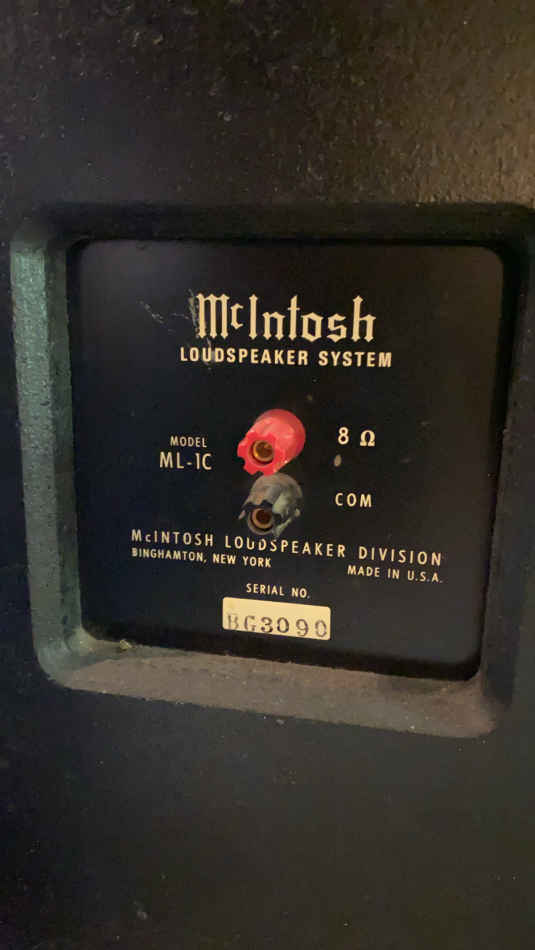 McIntosh
LOUDSPEAKER SYSTEM
8 Ω
MODEL
ML-1C
COM
McINTOSH LOUDSPEAKER DIVISION
BINGHAMTON, NEW YORK
MADE IN U.S.A.
SERIAL NO.
BG3090